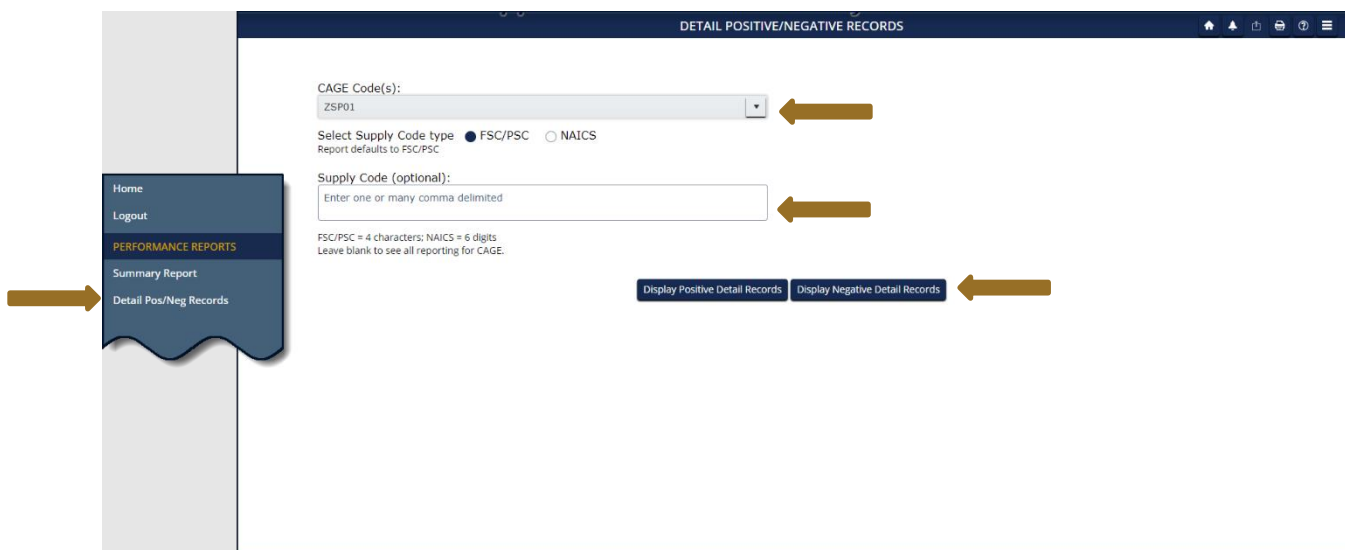 DETAIL POSITIVE/NEGATIVE RECORDS
CAGE Code(s):
ZSP01
Select Supply Code type FSC/PSC NAICS
Report defaults to FSC/PSC
Supply Code (optional):
Enter one or many comma delimited
FSC/PSC = 4 characters; NAICS = 6 digits
Leave blank to see all reporting for CAGE.
Display Positive Detail Records Display Negative Detail Records
Home
Logout
PERFORMANCE REPORTS
Summary Report
Detail Pos/Neg Records